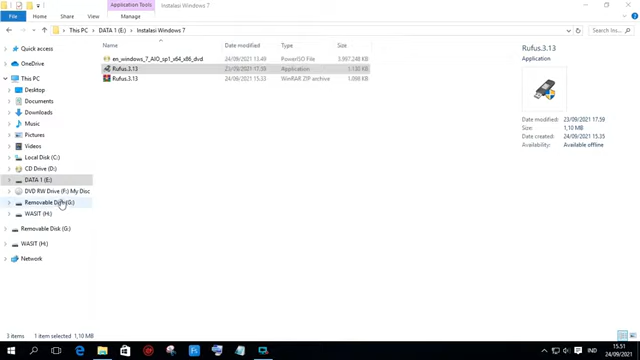 Application Tools
Instalasi Windows 7
File
Home
Share
View
Manage
This PC > DATA 1 (E:) > Instalasi Windows 7
Search Ins...
Quick access
OneDrive
This PC
Desktop
Documents
Downloads
Music
Pictures
Videos
Local Disk (C:)
CD Drive (D:)
DATA 1 (E:)
DVD RW Drive (F:) My Disc
Removable Disk (G:)
WASIT (H:)
Removable Disk (G:)
WASIT (H:)
Network
Name Date modified Type Size
en_windows_7_AIO_sp1_x64_x86_dvd 24/09/2021 13.49 PowerGO File 3,997,248 KB
Rufus.3.13 23/09/2021 17.59 Application 1,130 KB
Rufus.3.13 24/09/2021 15.33 WinRAR ZIP archive 1,098 KB
Rufus.3.13
Application
Date modified: 23/09/2021 17.59
Size: 1,10 MB
Date created: 24/09/2021 15.35
Availability: Available offline
3 items 1 item selected 1,10 MB
IND
15.51
24/09/2021